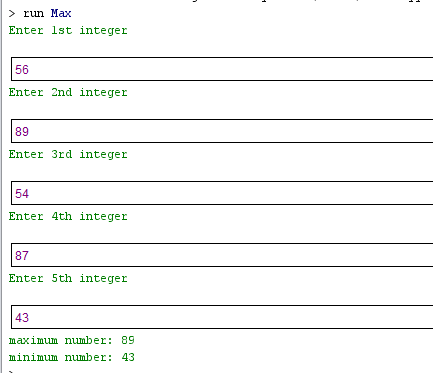 > run Max
Enter 1st integer
56
Enter 2nd integer
89
Enter 3rd integer
54
Enter 4th integer
87
Enter 5th integer
43
maximum number: 89
minimum number: 43